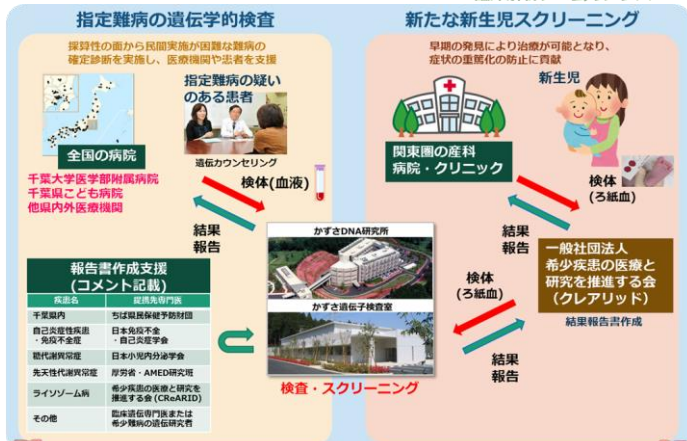 指定難病の遺伝学的検査
採算性の面から民間実施が困難な難病の
確定診断を実施し、医療機関や患者を支援
指定難病の疑い
のある患者
全国の病院
遺伝カウンセリング
千葉大学医学部附属病院
千葉県こども病院
他県内外医療機関
検体(血液)
結果
報告
報告書作成支援
(コメント記載)
疾患名 提携先専門医
千葉県内 ちば県民保健予防財団
自己炎症性疾患
・免疫不全症
日本免疫不全
・自己炎症学会
糖代謝異常症 日本小児内分泌学会
先天性代謝異常症 厚労省・AMED研究班
ライソゾーム病
希少疾患の医療と研究を
推進する会(CReARID)
その他
臨床遺伝専門医または
希少難病の遺伝研究者
かずさDNA研究所
かずさ遺伝子検査室
検査・スクリーニング
新たな新生児スクリーニング
早期の発見により治療が可能となり、
症状の重篤化の防止に貢献
新生児
関東圏の産科
病院・クリニック
検体
(ろ紙血)
結果
報告
一般社団法人
希少疾患の医療と
研究を推進する会
(クレアリッド)
結果報告書作成
検体
(ろ紙血)
結果
報告